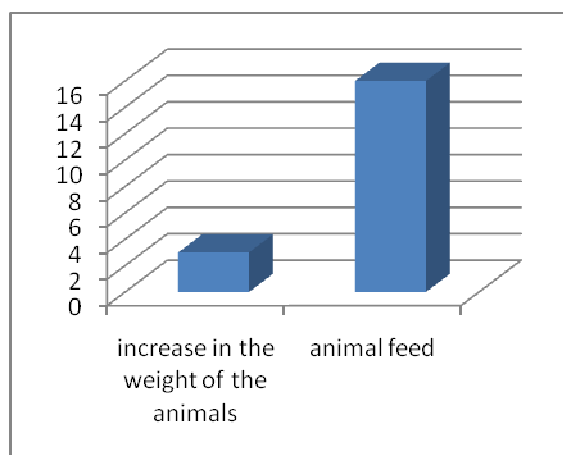 16
14
12
10
8
6
4
2
0
increase in the
weight of the
animals
animal feed